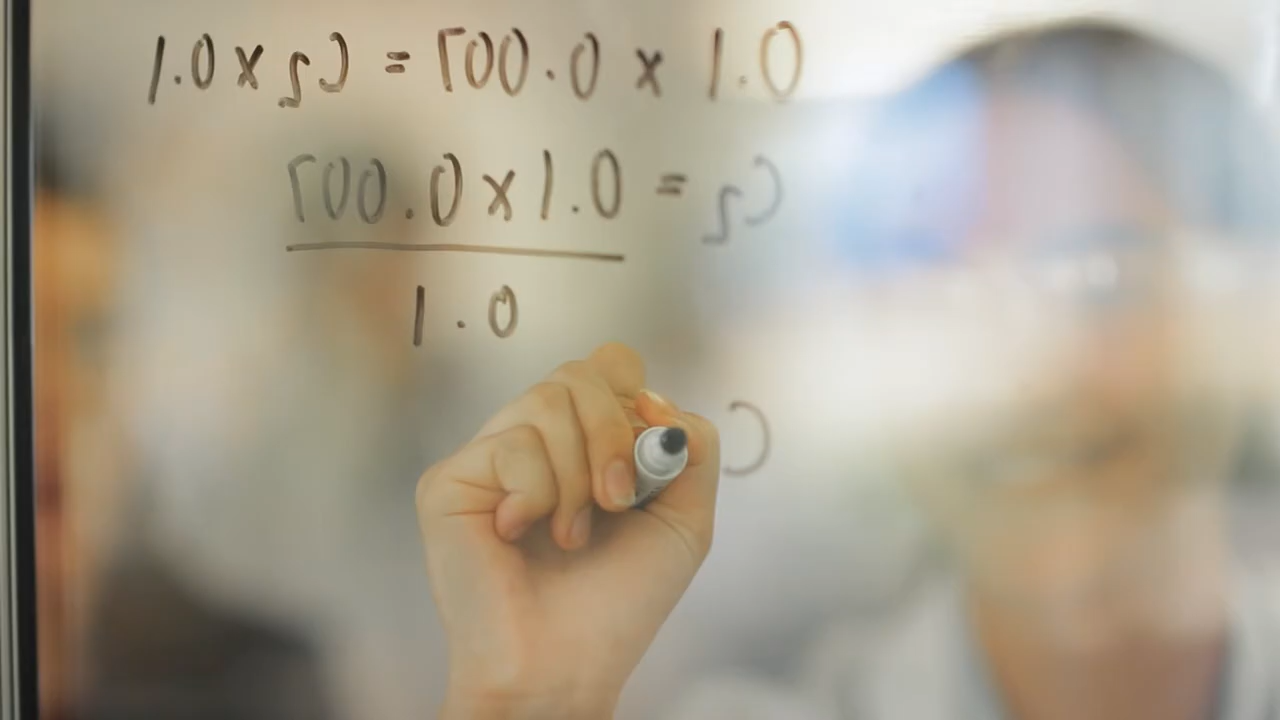 0.1 x 0.007 = C₂ x 0.1
C₂ = 0.1 x 0.007
0.1
C